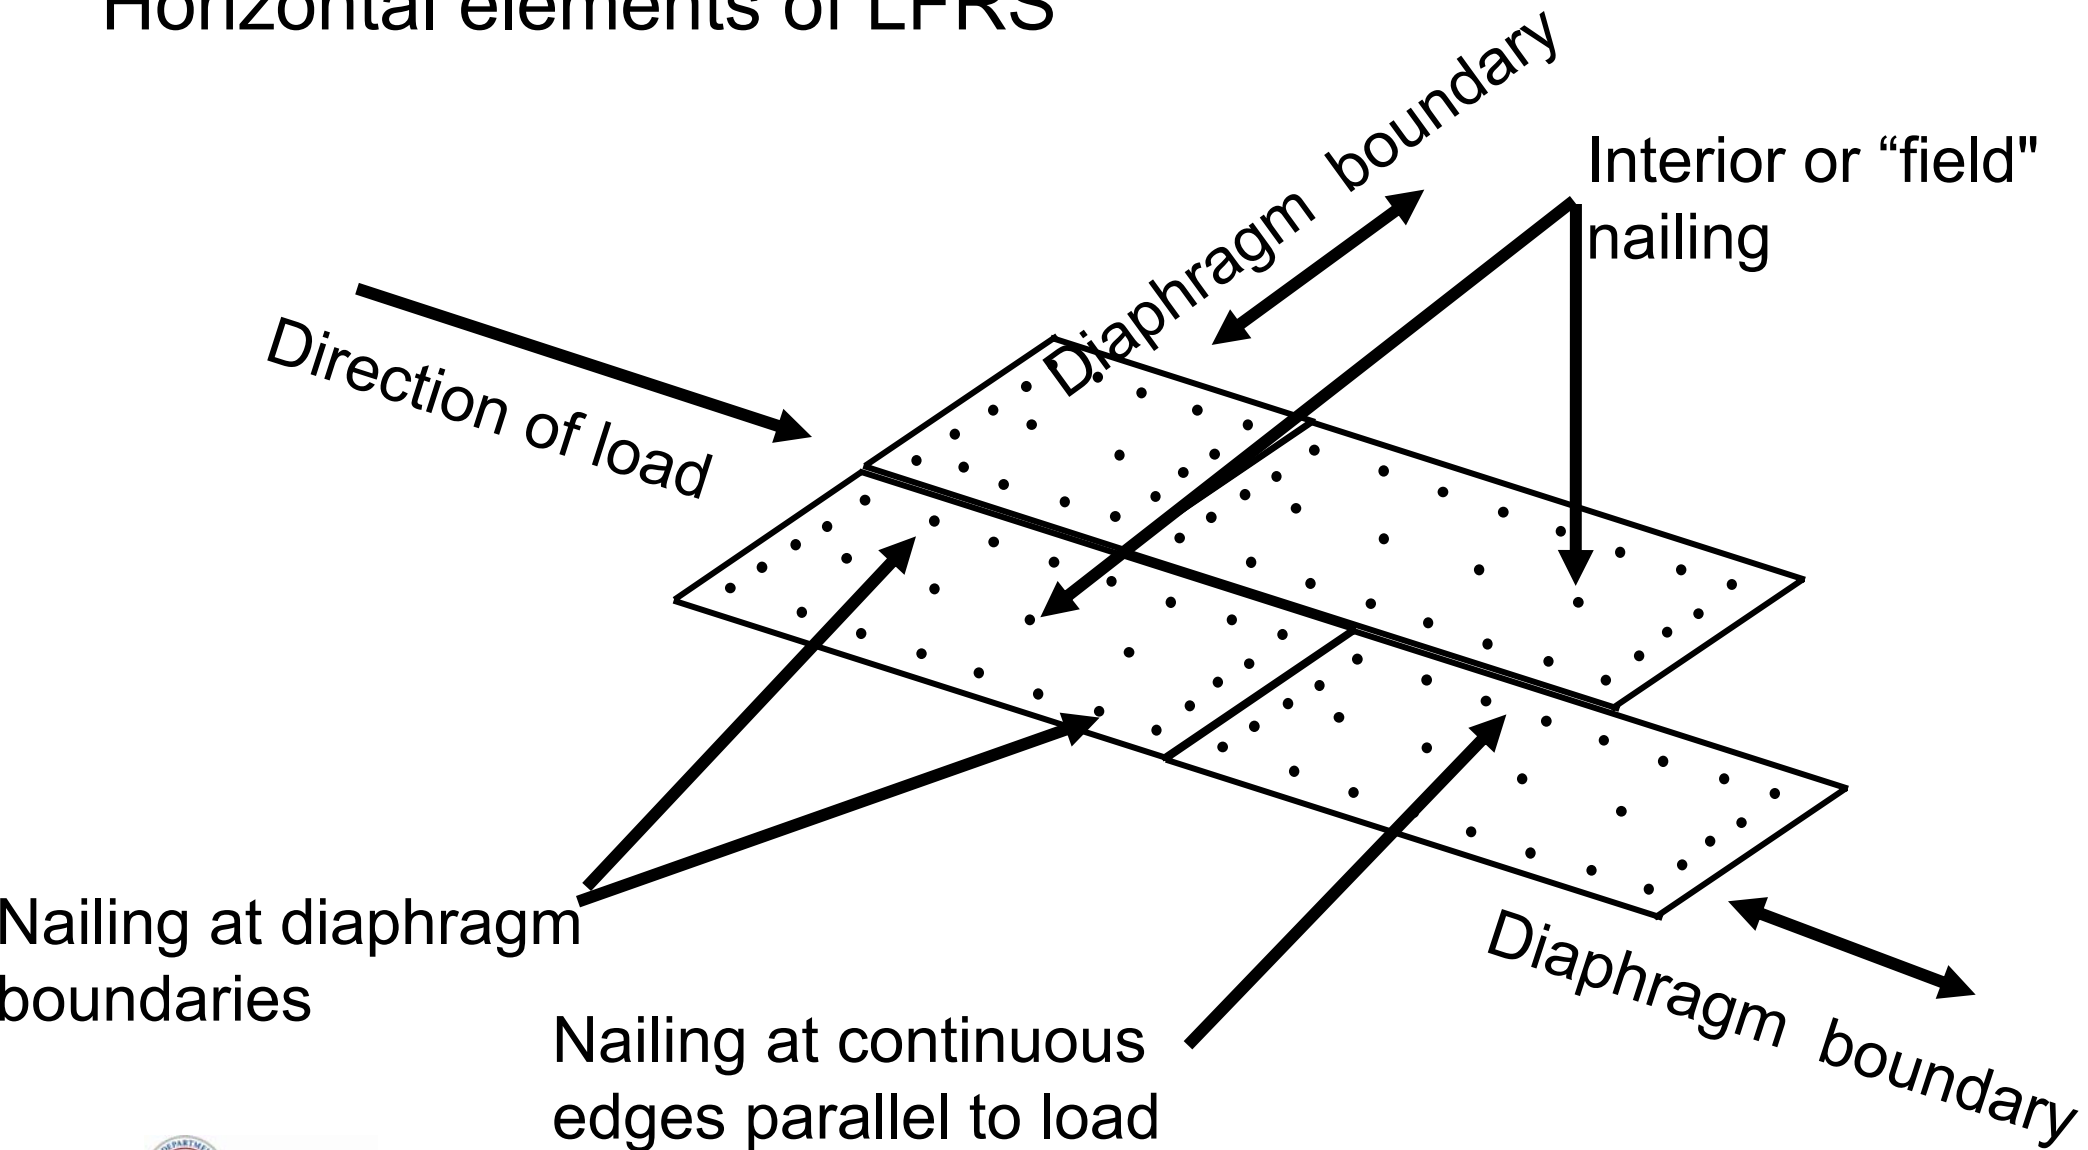 Horizontal elements of LFRS
Diaphragm boundary
Interior or “field"
nailing
Direction of load
Nailing at diaphragm
boundaries
Nailing at continuous
edges parallel to load
Diaphragm boundary